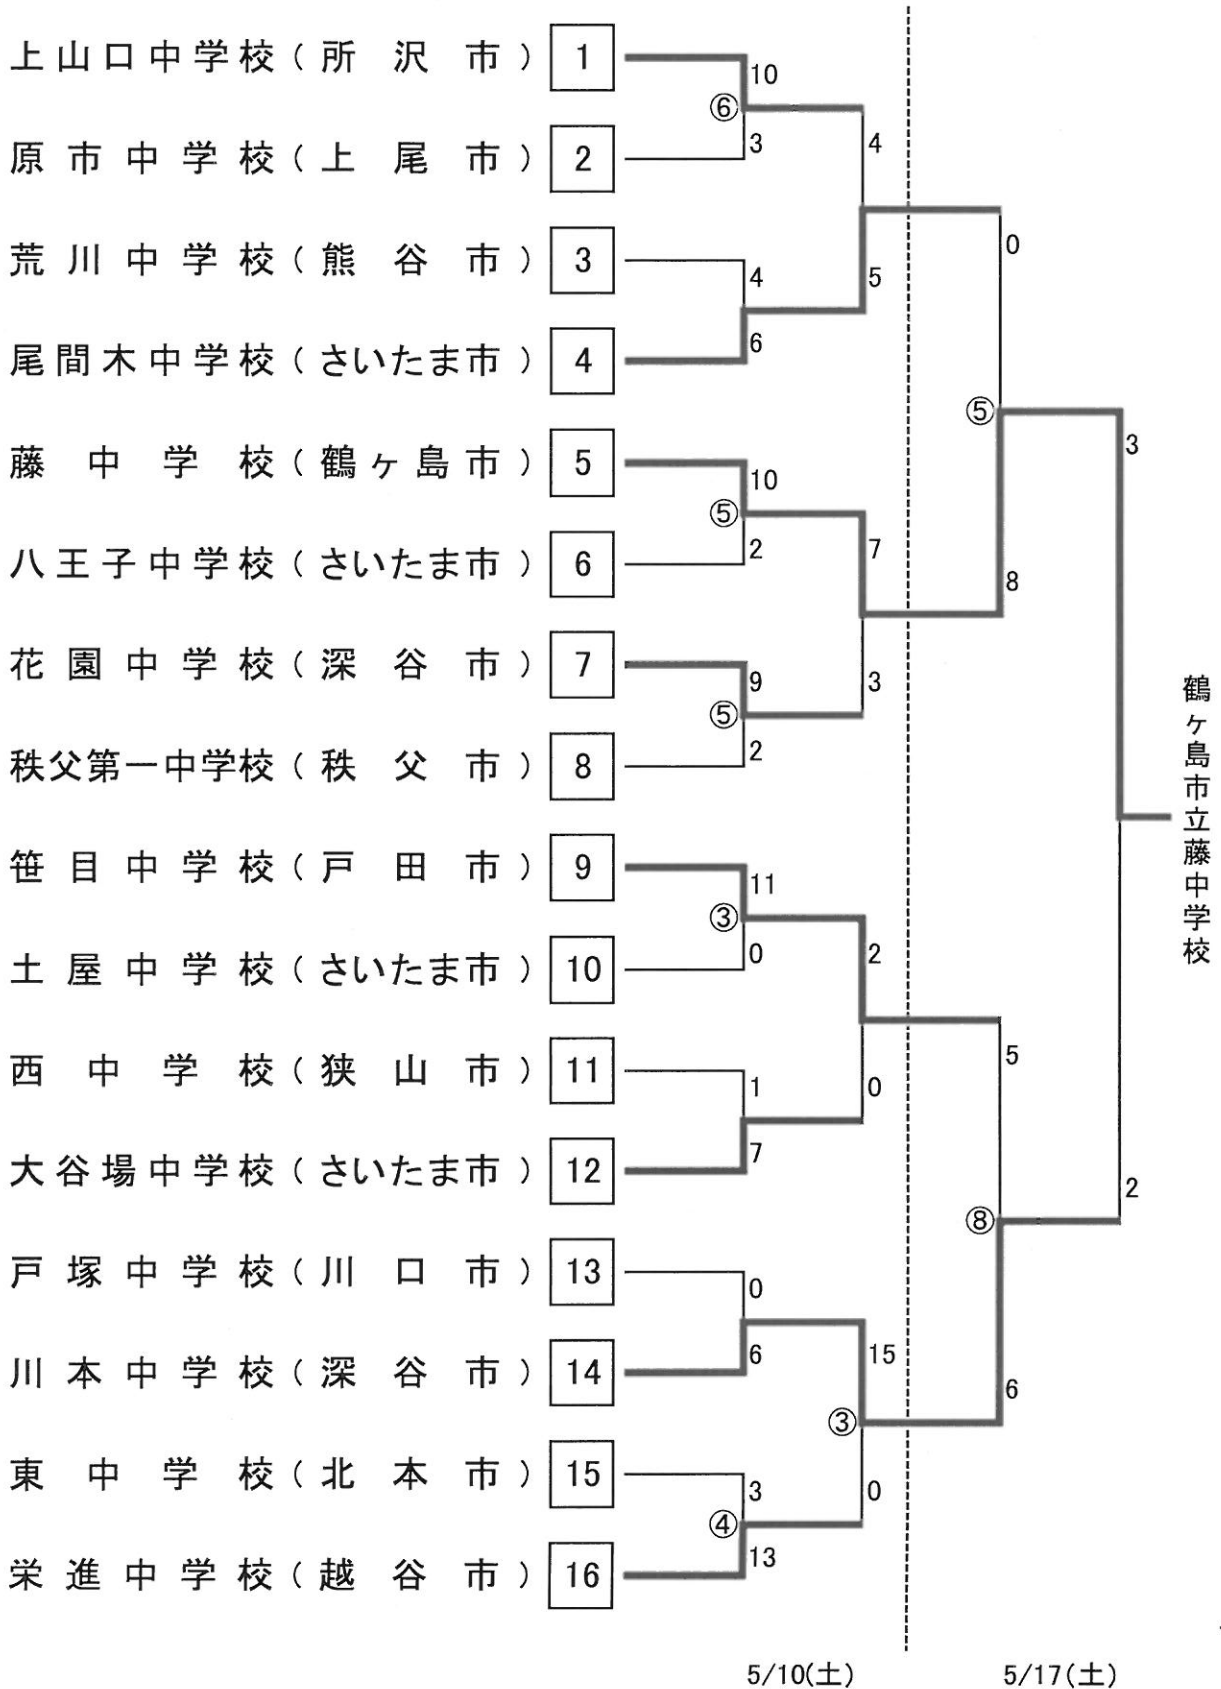 上山口中学校(所沢市) 1
10
⑥
3
原市中学校(上尾市) 2
4
0
荒川中学校(熊谷市) 3
4
5
6
尾間木中学校(さいたま市) 4
⑤
3
藤中学校(鶴ヶ島市) 5
10
⑤
2
7
八王子中学校(さいたま市) 6
8
花園中学校(深谷市) 7
9
⑤
2
3
秩父第一中学校(秩父市) 8
鶴ヶ島市立藤中学校
笹目中学校(戸田市) 9
11
③
0
2
土屋中学校(さいたま市) 10
5
西中学校(狭山市) 11
1
0
7
大谷場中学校(さいたま市) 12
2
⑧
戸塚中学校(川口市) 13
0
6
15
川本中学校(深谷市) 14
6
③
東中学校(北本市) 15
3
0
④
13
栄進中学校(越谷市) 16
5/10(土) 5/17(土)